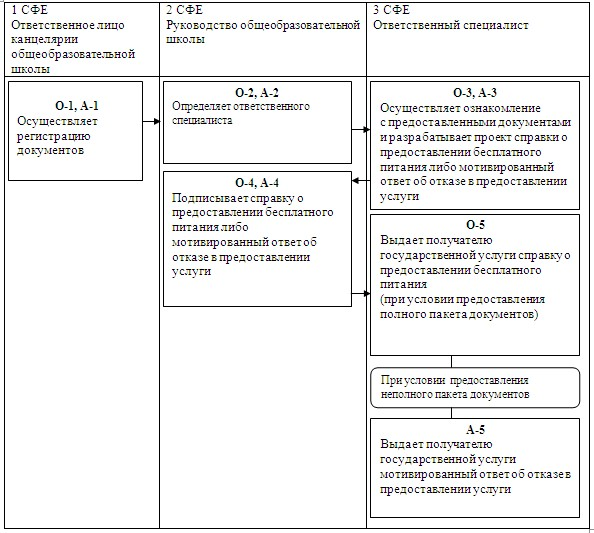 1 СФЕ
Ответственное лицо
канцелярии
общеобразовательной
школы
2 СФЕ
Руководство общеобразовательной
школы
3 СФЕ
Ответственный специалист
О-1, А-1
Осуществляет
регистрацию
документов
О-2, А-2
Определяет ответственного
специалиста
О-3, А-3
Осуществляет ознакомление
с предоставленными документами
и разрабатывает проект справки о
предоставлении бесплатного
питания либо мотивированный
ответ об отказе в предоставлении
услуги
О-4, А-4
Подписывает справку о
предоставлении бесплатного
питания либо
мотивированный ответ об
отказе в предоставлении
услуги
О-5
Выдает получателю
государственной услуги справку о
предоставлении бесплатного
питания
(при условии предоставления
полного пакета документов)
При условии предоставления
неполного пакета документов
А-5
Выдает получателю
государственной услуги
мотивированный ответ об отказе в
предоставлении услуги